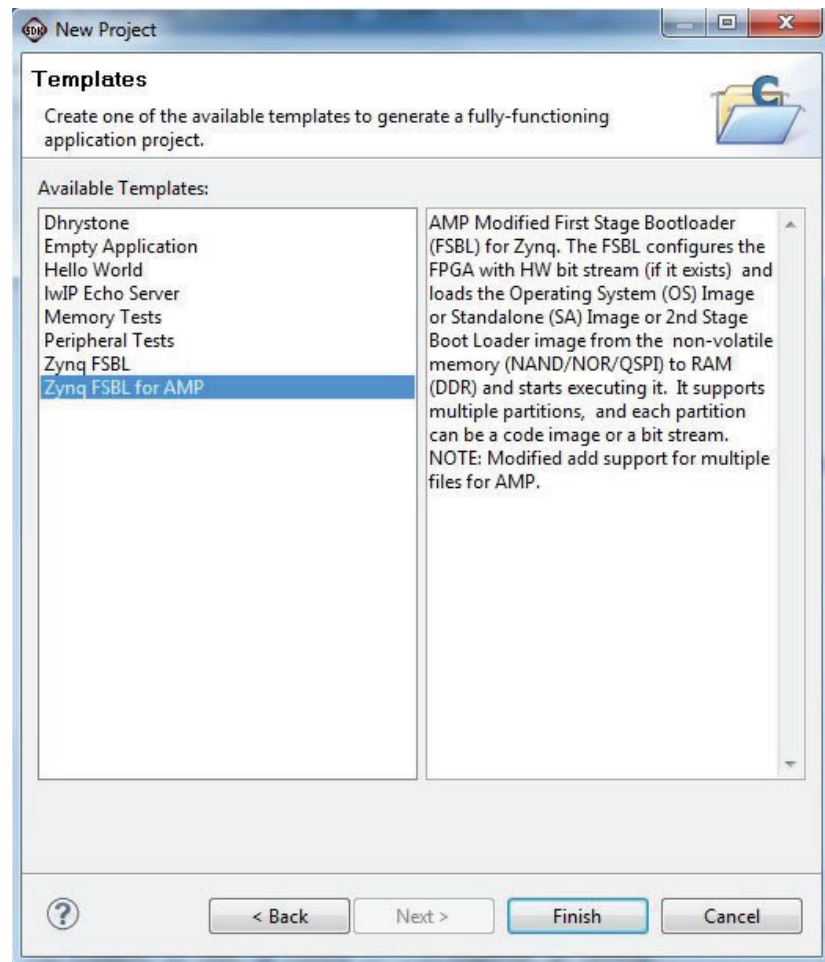 SDK New Project
Templates
Create one of the available templates to generate a fully-functioning
application project.
C
Available Templates:
Dhrystone
Empty Application
Hello World
lwIP Echo Server
Memory Tests
Peripheral Tests
Zynq FSBL
Zynq FSBL for AMP
AMP Modified First Stage Bootloader
(FSBL) for Zynq. The FSBL configures the
FPGA with HW bit stream (if it exists)  and
loads the Operating System (OS) Image
or Standalone (SA) Image or 2nd Stage
Boot Loader image from the  non-volatile
memory (NAND/NOR/QSPI) to RAM
(DDR) and starts executing it.  It supports
multiple partitions,  and each partition
can be a code image or a bit stream.
NOTE: Modified add support for multiple
files for AMP.
?
< Back
Next >
Finish
Cancel